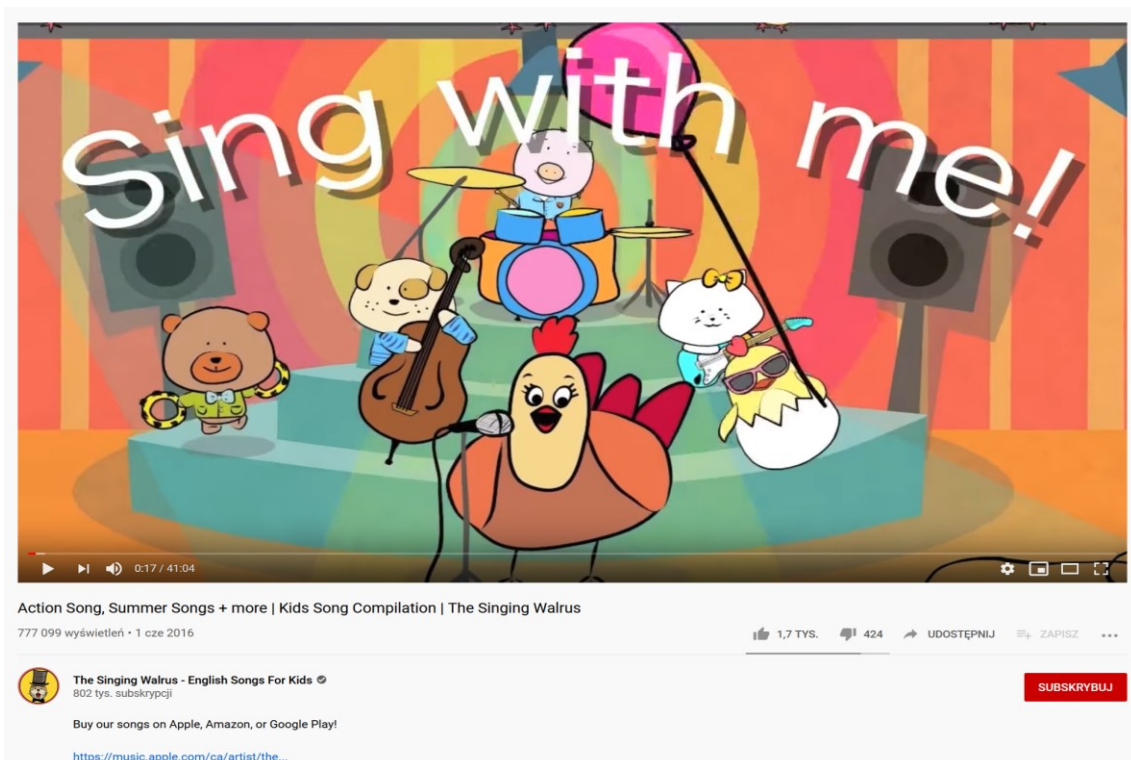 Sing with me!
0:17 / 41:04
Action Song, Summer Songs + more | Kids Song Compilation | The Singing Walrus
777 099 wyświetleń • 1 cze 2016
1,7 TYS. 424 UDOSTĘPNIJ ZAPISZ
The Singing Walrus - English Songs For Kids
802 tys. subskrypcji
SUBSKRYBUJ
Buy our songs on Apple, Amazon, or Google Play!
https://music.apple.com/ca/artist/the...